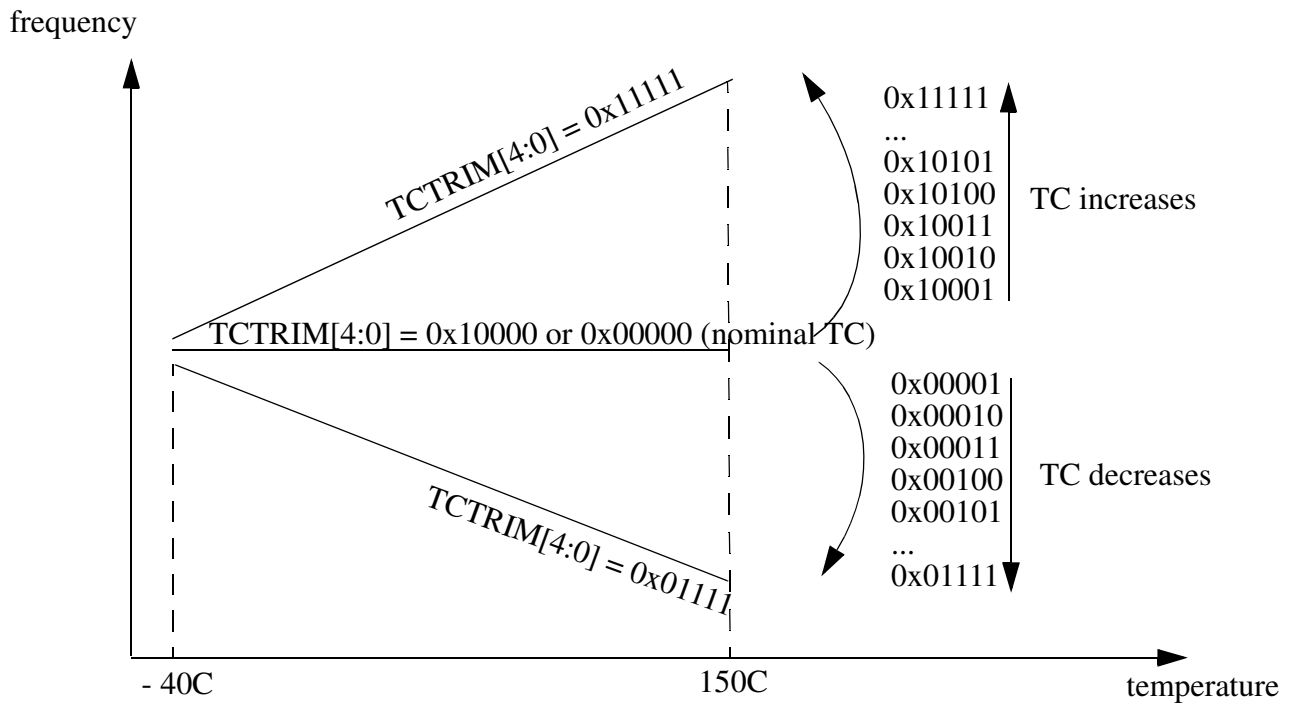 frequency
TCTRIM[4:0] = 0x11111
0x11111
...
0x10101
0x10100
0x10011
0x10010
0x10001
TC increases
TCTRIM[4:0] = 0x10000 or 0x00000 (nominal TC)
0x00001
0x00010
0x00011
0x00100
0x00101
...
0x01111
TC decreases
TCTRIM[4:0] = 0x01111
- 40C
150C
temperature